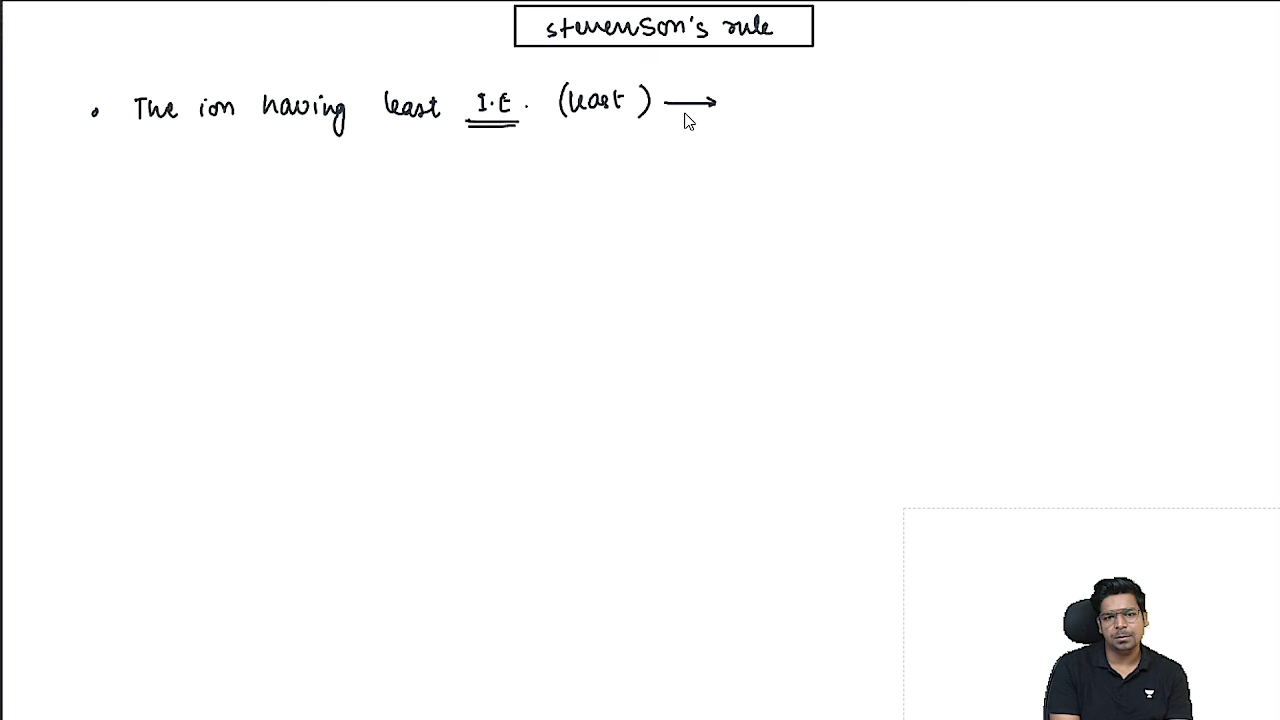 stevenson's rule
• The ion having least I.E. (least) →